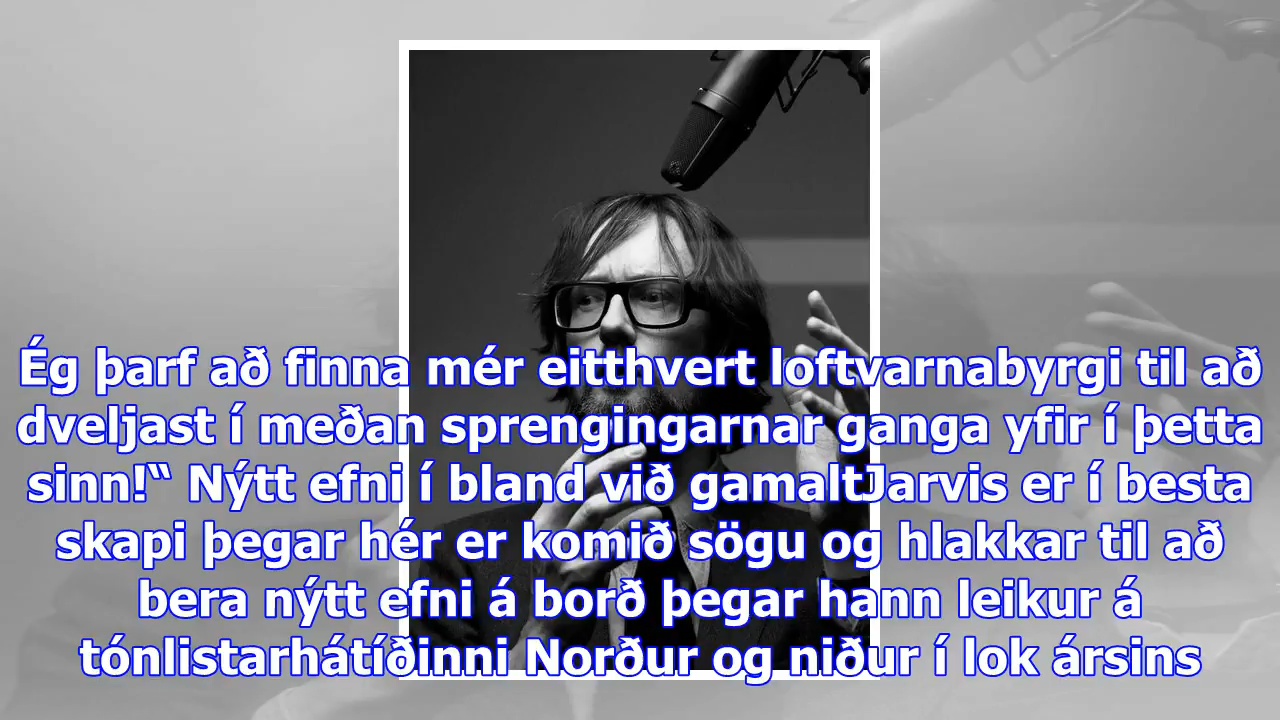 Ég þarf að finna mér eitthvert loftvarnabyrgi til að
dveljast í meðan sprengingarnar ganga yfir í þetta
sinn!“ Nýtt efni í bland við gamaltJarvis er í besta
skapi þegar hér er komið sögu og hlakkar til að
bera nýtt efni á borð þegar hann leikur á
tónlistarhátíðinni Norður og niður í lok ársins